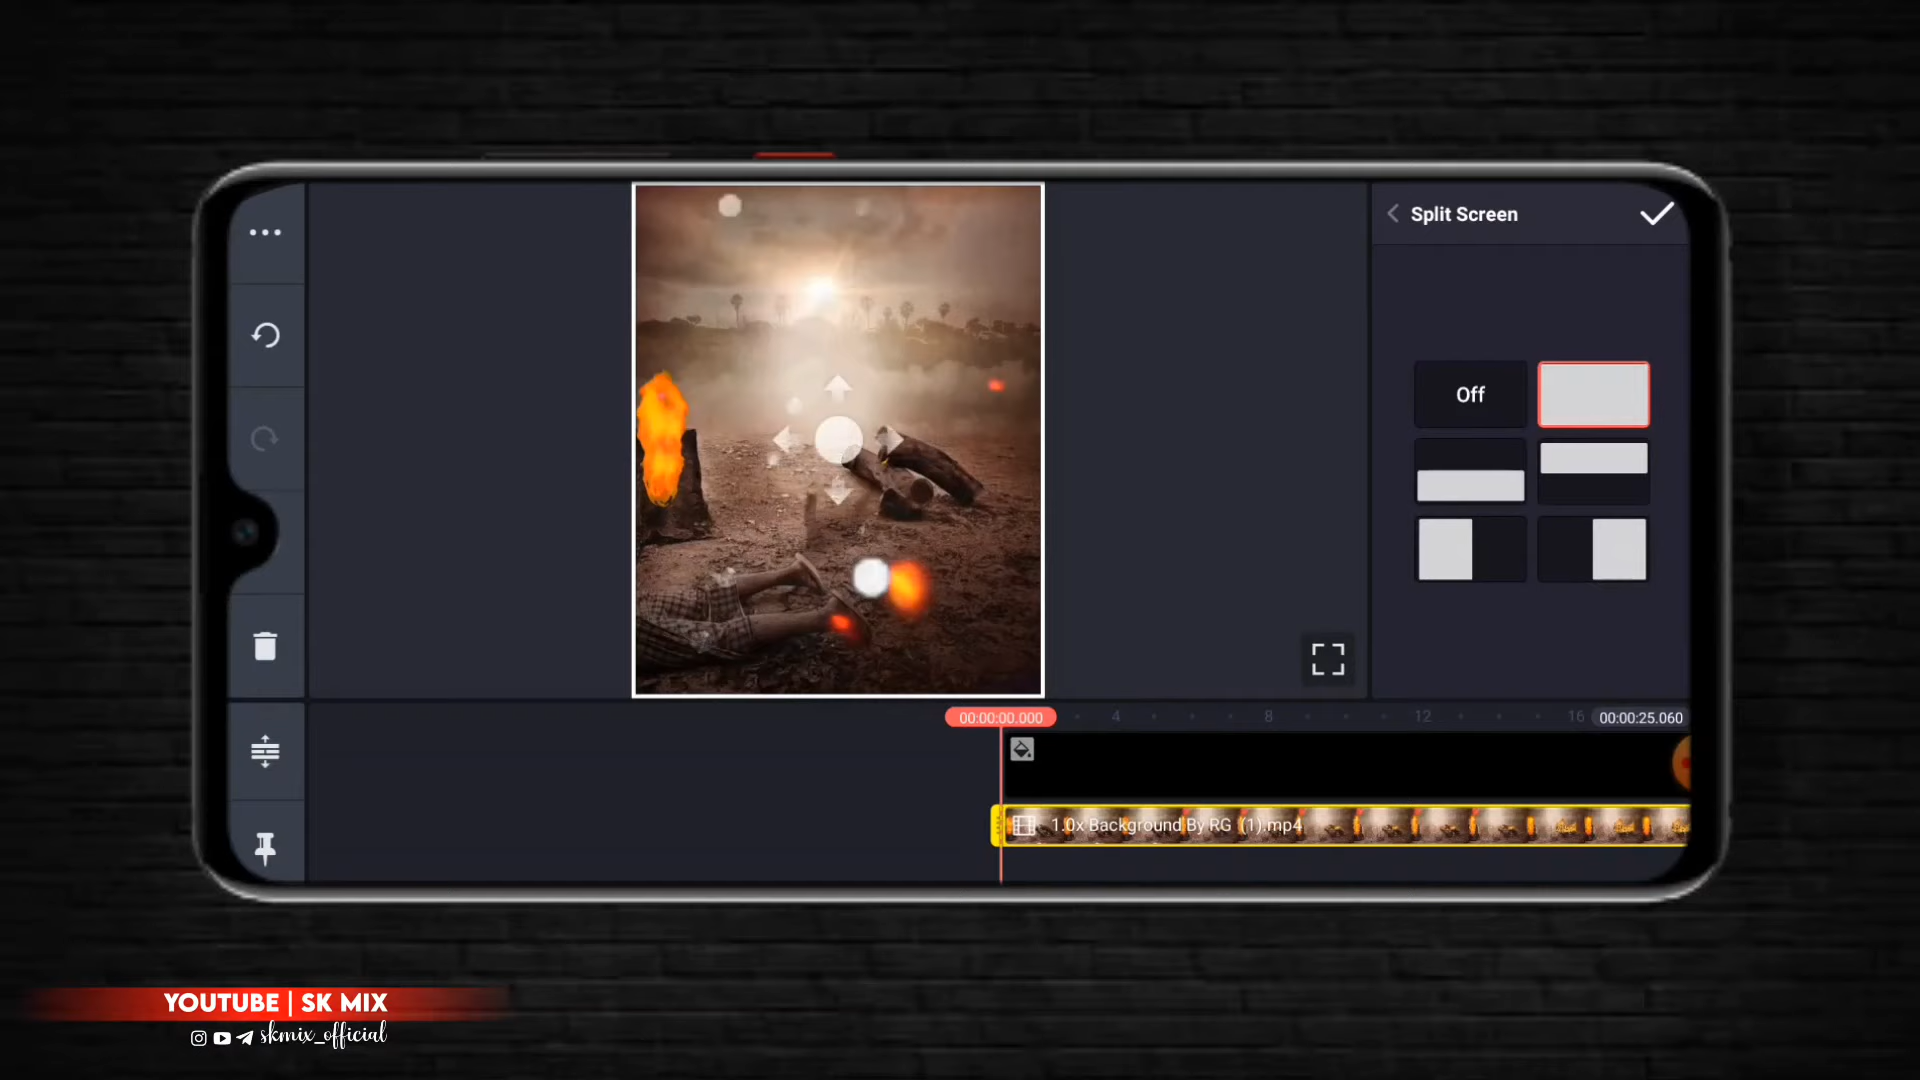 Split Screen
Off
00:00:00.000
4
8
12
16
00:00:25.060
1.0x Background By RG (1).mp4
YOUTUBE | SK MIX
skmix_official